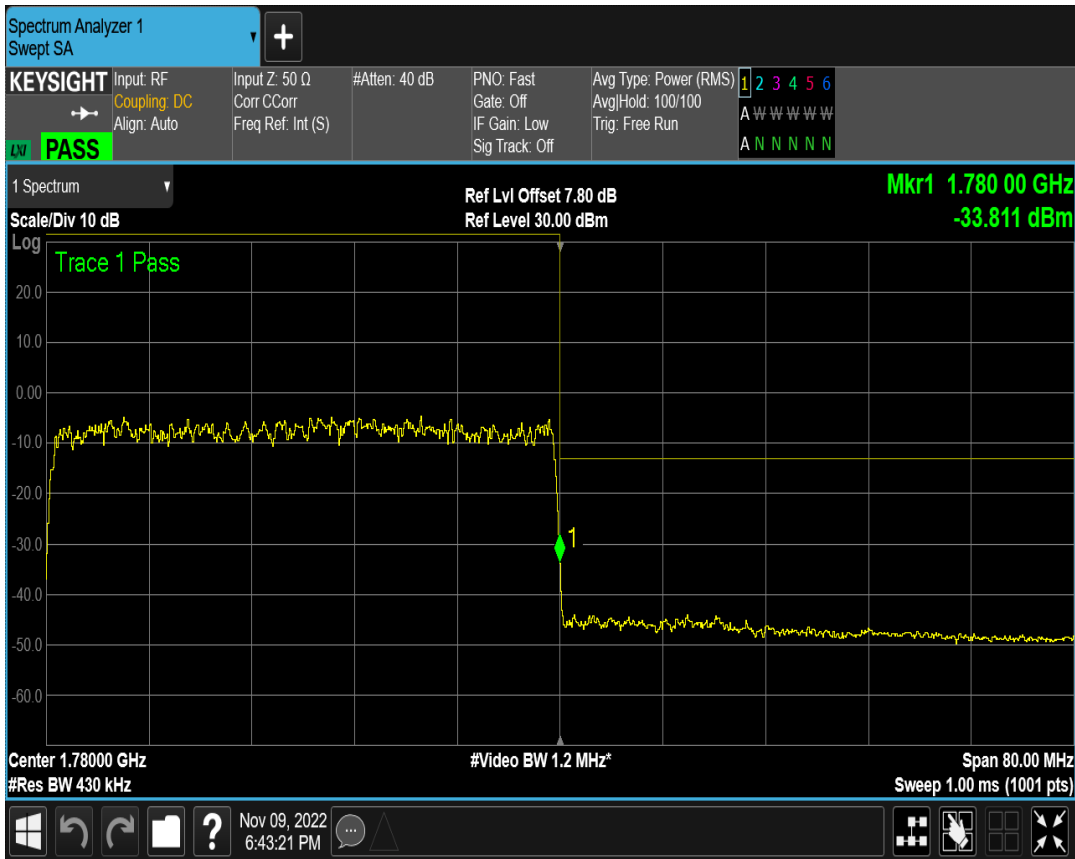 Spectrum Analyzer 1
Swept SA
+
KEYSIGHT
Input: RF
Coupling: DC
Align: Auto
LXI
PASS
Input Z: 50 Ω
Corr CCorr
Freq Ref: Int (S)
#Atten: 40 dB
PNO: Fast
Gate: Off
IF Gain: Low
Sig Track: Off
Avg Type: Power (RMS)
Avg|Hold: 100/100
Trig: Free Run
1 2 3 4 5 6
A W W W W W
A N N N N N
1 Spectrum
Scale/Div 10 dB
Ref Lvl Offset 7.80 dB
Ref Level 30.00 dBm
Mkr1 1.780 00 GHz
-33.811 dBm
Log
Trace 1 Pass
20.0
10.0
0.00
-10.0
-20.0
-30.0
-40.0
-50.0
-60.0
1
Center 1.78000 GHz
#Video BW 1.2 MHz*
Span 80.00 MHz
#Res BW 430 kHz
Sweep 1.00 ms (1001 pts)
?
Nov 09, 2022
6:43:21 PM